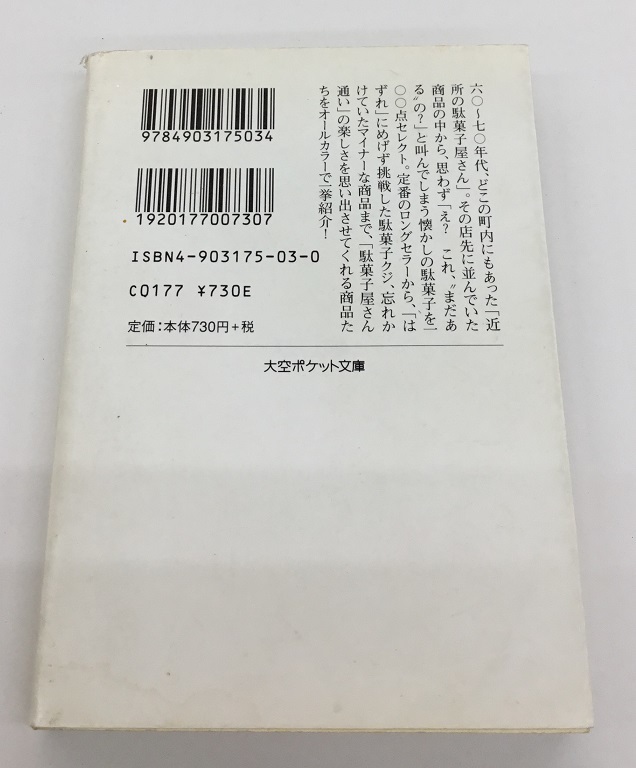 9784903175034
1920177007307
ISBN4-903175-03-0
C0177 ¥730E
定価：本体730円+税
六〇〜七〇年代、どこの町内にもあった「近
所の駄菓子屋さん」。その店先に並んでいた
商品の中から、思わず「え？　これ、〝まだあ
る〟の？」と叫んでしまう懐かしの駄菓子を一
〇〇点セレクト。定番のロングセラーから、「は
ずれ」にめげず挑戦した駄菓子クジ、忘れか
けていたマイナーな商品まで、「駄菓子屋さん
通い」の楽しさを思い出させてくれる商品た
ちをオールカラーで一挙紹介！
大空ポケット文庫